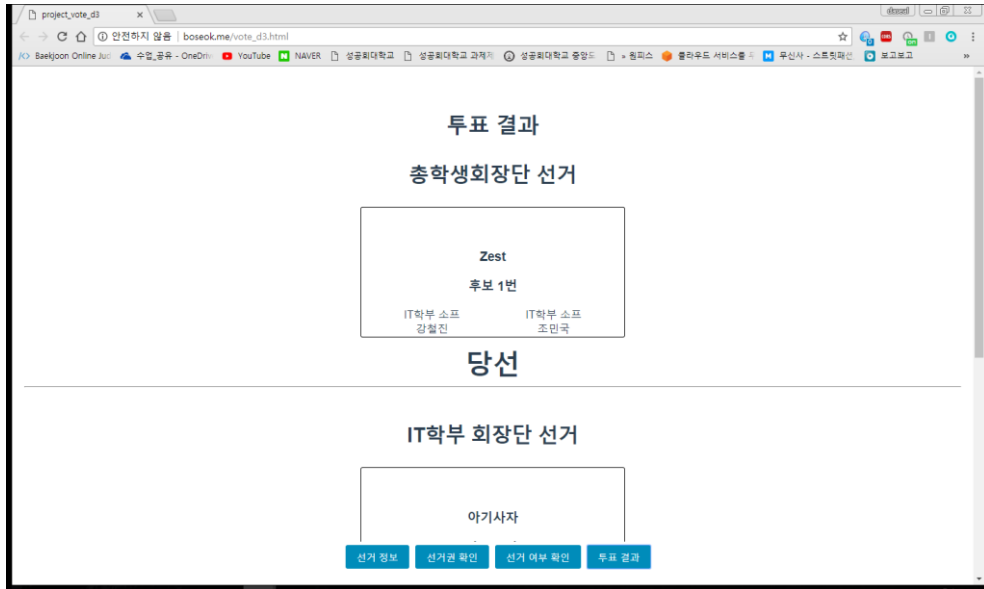 project_vote_d3
안전하지 않음 | boseok.me/vote_d3.html
Baekjoon Online Jud 수업_공유 - OneDriv YouTube NAVER 성공회대학교 성공회대학교 과제 성공회대학교 중앙도 » 원피스 클라우드 서비스를 무신사 - 스트릿패션 보고보고 »
투표 결과
총학생회장단 선거
Zest
후보 1번
IT학부 소프 IT학부 소프
강철진 조민국
당선
IT학부 회장단 선거
아기사자
선거 정보 선거권 확인 선거 여부 확인 투표 결과